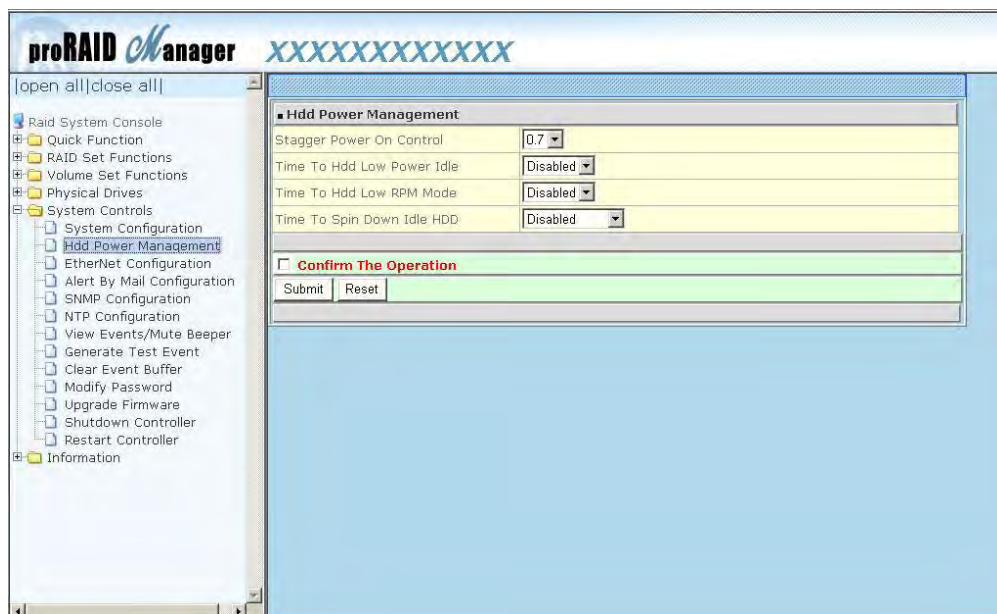 proRAID Manager XXXXXXXXXXXX
|open all|close all|
Raid System Console
Quick Function
RAID Set Functions
Volume Set Functions
Physical Drives
System Controls
System Configuration
Hdd Power Management
EtherNet Configuration
Alert By Mail Configuration
SNMP Configuration
NTP Configuration
View Events/Mute Beeper
Generate Test Event
Clear Event Buffer
Modify Password
Upgrade Firmware
Shutdown Controller
Restart Controller
Information
Hdd Power Management
Stagger Power On Control 0.7
Time To Hdd Low Power Idle Disabled
Time To Hdd Low RPM Mode Disabled
Time To Spin Down Idle HDD Disabled
Confirm The Operation
Submit Reset